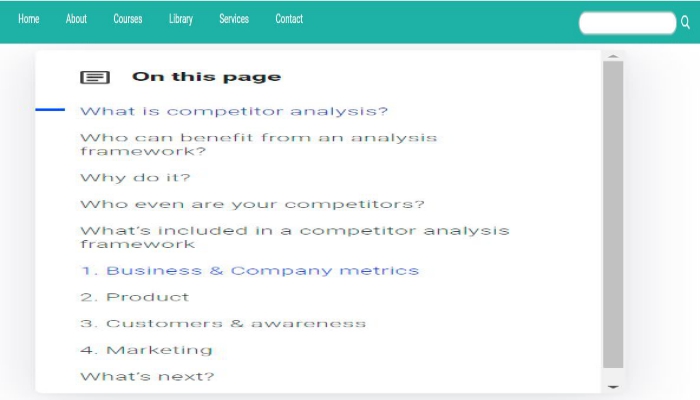 Home About Courses Library Services Contact
On this page
What is competitor analysis?
Who can benefit from an analysis
framework?
Why do it?
Who even are your competitors?
What's included in a competitor analysis
framework
1. Business & Company metrics
2. Product
3. Customers & awareness
4. Marketing
What's next?